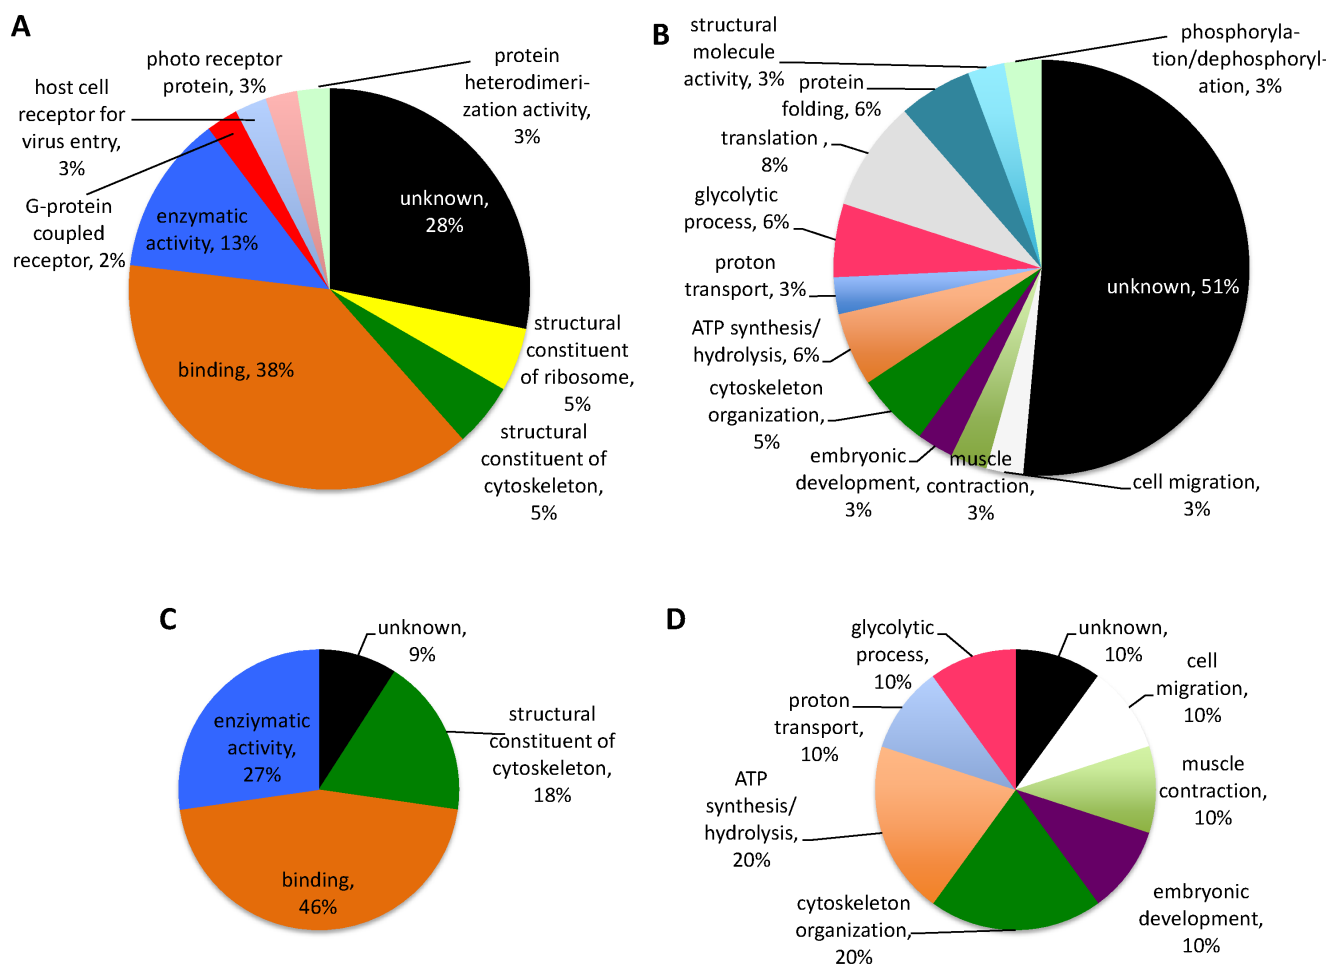 A
photo receptor
protein, 3%
protein
heterodimeri-
zation activity,
3%
host cell
receptor for
virus entry,
3%
G-protein
coupled
receptor, 2%
enzymatic
activity, 13%
unknown,
28%
binding, 38%
structural
constituent
of ribosome,
5%
structural
constituent of
cytoskeleton,
5%
B
structural
molecule
activity, 3%
phosphoryla-
tion/dephosphoryl-
ation, 3%
protein
folding, 6%
translation ,
8%
glycolytic
process, 6%
proton
transport, 3%
unknown, 51%
ATP synthesis/
hydrolysis, 6%
cytoskeleton
organization,
5%
embryonic
development,
3%
muscle
contraction,
3%
cell migration,
3%
C
unknown,
9%
enziymatic
activity,
27%
structural
constituent of
cytoskeleton,
18%
binding,
46%
D
glycolytic
process,
10%
unknown,
10%
cell
migration,
10%
proton
transport,
10%
muscle
contraction,
10%
ATP
synthesis/
hydrolysis,
20%
embryonic
development,
10%
cytoskeleton
organization,
20%